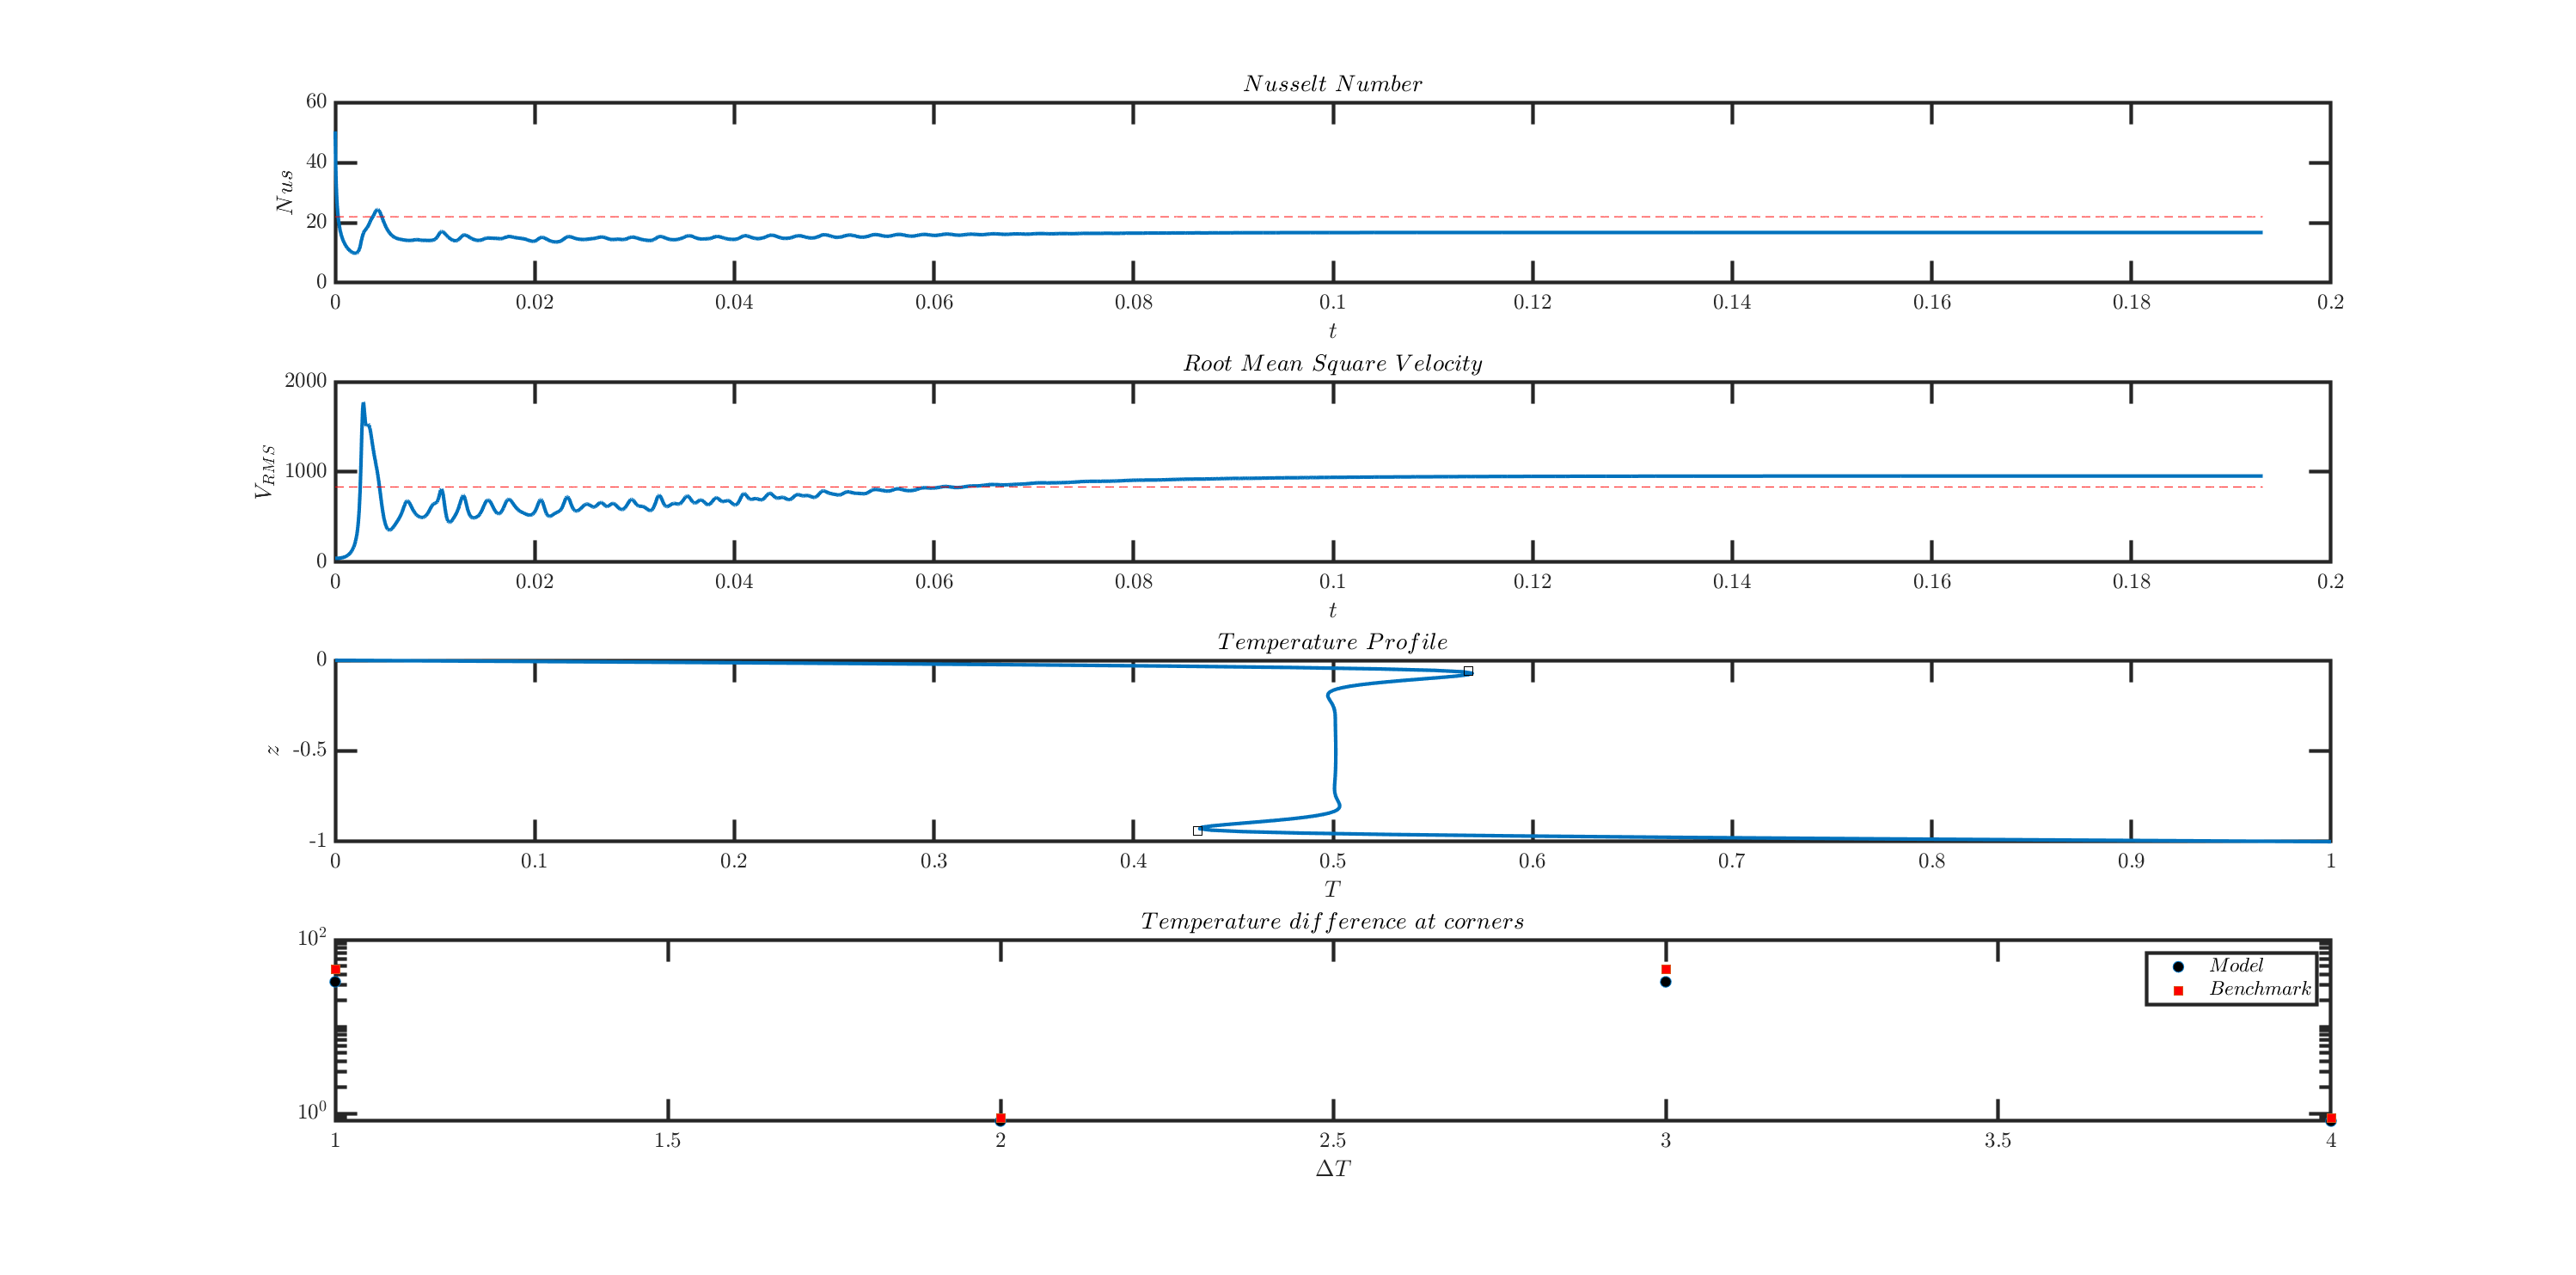 Nusselt Number
60
40
20
0
Nus
0 0.02 0.04 0.06 0.08 0.1 0.12 0.14 0.16 0.18 0.2
t
Root Mean Square Velocity
2000
1000
0
V_{RMS}
0 0.02 0.04 0.06 0.08 0.1 0.12 0.14 0.16 0.18 0.2
t
Temperature Profile
0
-0.5
-1
z
0 0.1 0.2 0.3 0.4 0.5 0.6 0.7 0.8 0.9 1
T
Temperature difference at corners
10^2
10^0
Model
Benchmark
1 1.5 2 2.5 3 3.5 4
ΔT